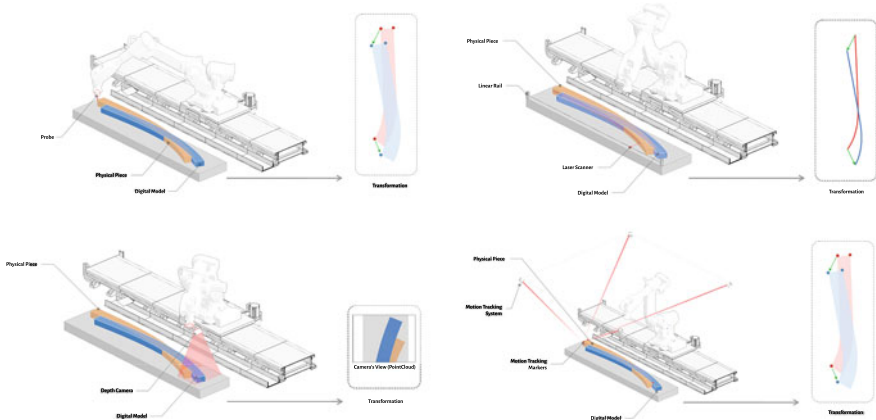 Probe
Physical Piece
Digital Model
Transformation
Physical Piece
Linear Rail
Laser Scanner
Digital Model
Transformation
Physical Piece
Depth Camera
Digital Model
Camera's View (PointCloud)
Transformation
Physical Piece
Motion Tracking
System
Motion Tracking
Markers
Digital Model
Transformation